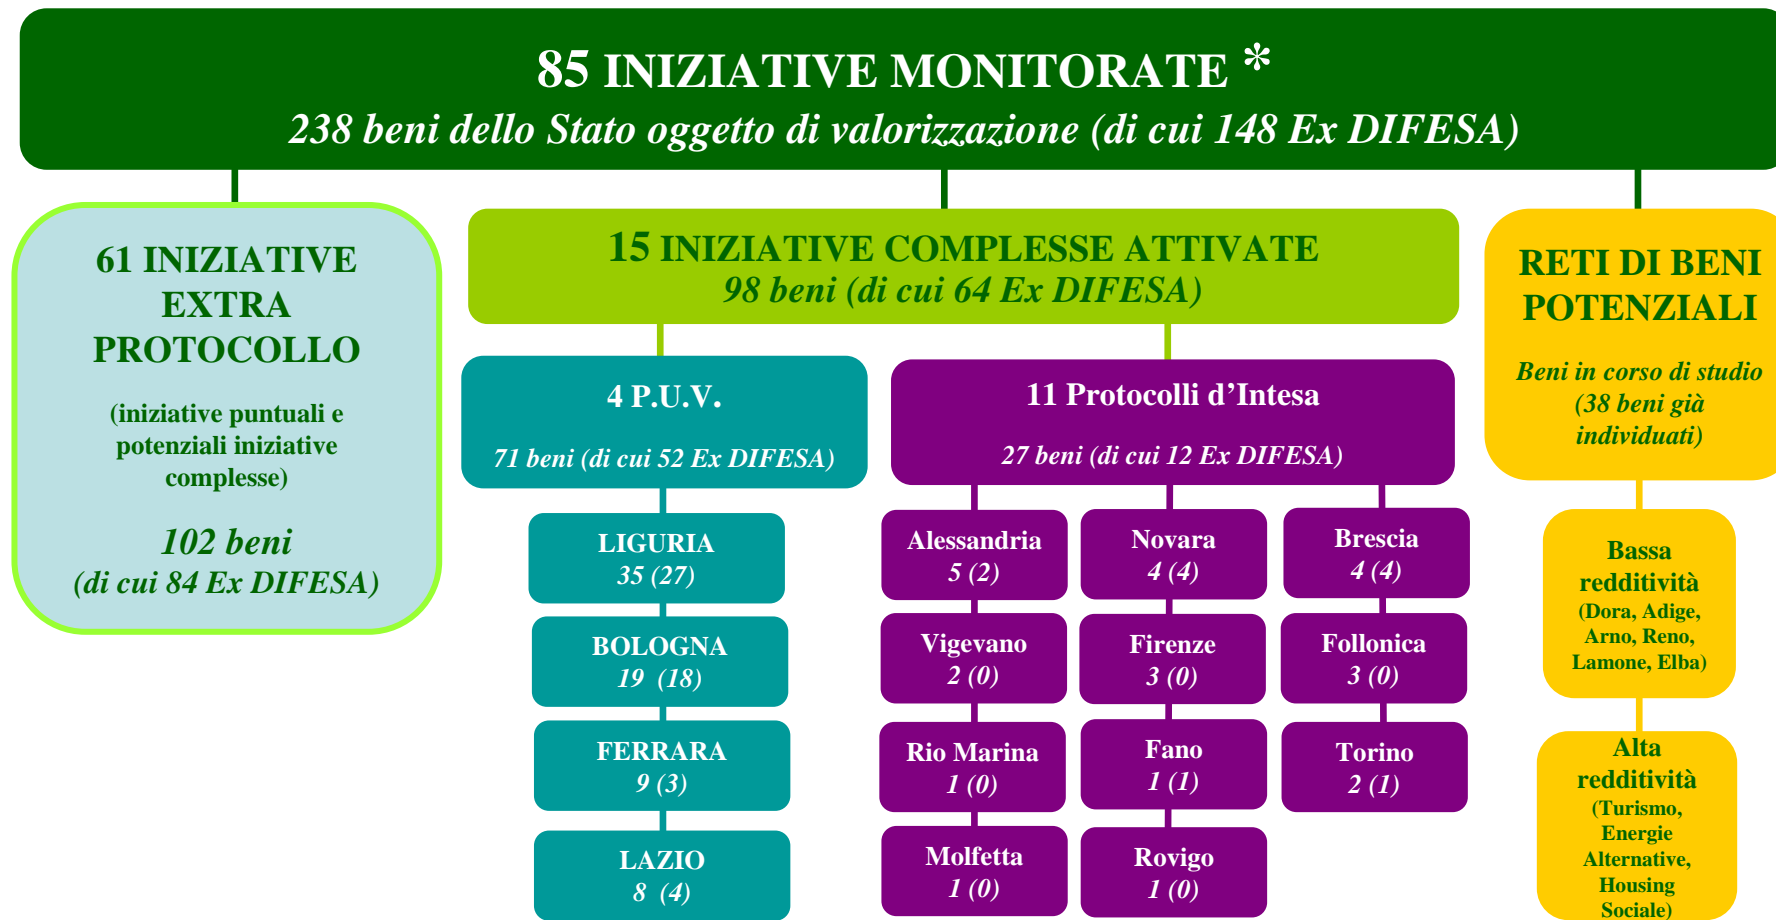 85 INIZIATIVE MONITORATE *
238 beni dello Stato oggetto di valorizzazione (di cui 148 Ex DIFESA)
61 INIZIATIVE
EXTRA
PROTOCOLLO
(iniziative puntuali e
potenziali iniziative
complesse)
102 beni
(di cui 84 Ex DIFESA)
15 INIZIATIVE COMPLESSE ATTIVATE
98 beni (di cui 64 Ex DIFESA)
4 P.U.V.
71 beni (di cui 52 Ex DIFESA)
LIGURIA
35 (27)
BOLOGNA
19 (18)
FERRARA
9 (3)
LAZIO
8 (4)
11 Protocolli d’Intesa
27 beni (di cui 12 Ex DIFESA)
Alessandria
5 (2)
Novara
4 (4)
Brescia
4 (4)
Vigevano
2 (0)
Firenze
3 (0)
Follonica
3 (0)
Rio Marina
1 (0)
Fano
1 (1)
Torino
2 (1)
Molfetta
1 (0)
Rovigo
1 (0)
RETI DI BENI
POTENZIALI
Beni in corso di studio
(38 beni già
individuati)
Bassa
redditività
(Dora, Adige,
Arno, Reno,
Lamone, Elba)
Alta
redditività
(Turismo,
Energie
Alternative,
Housing
Sociale)